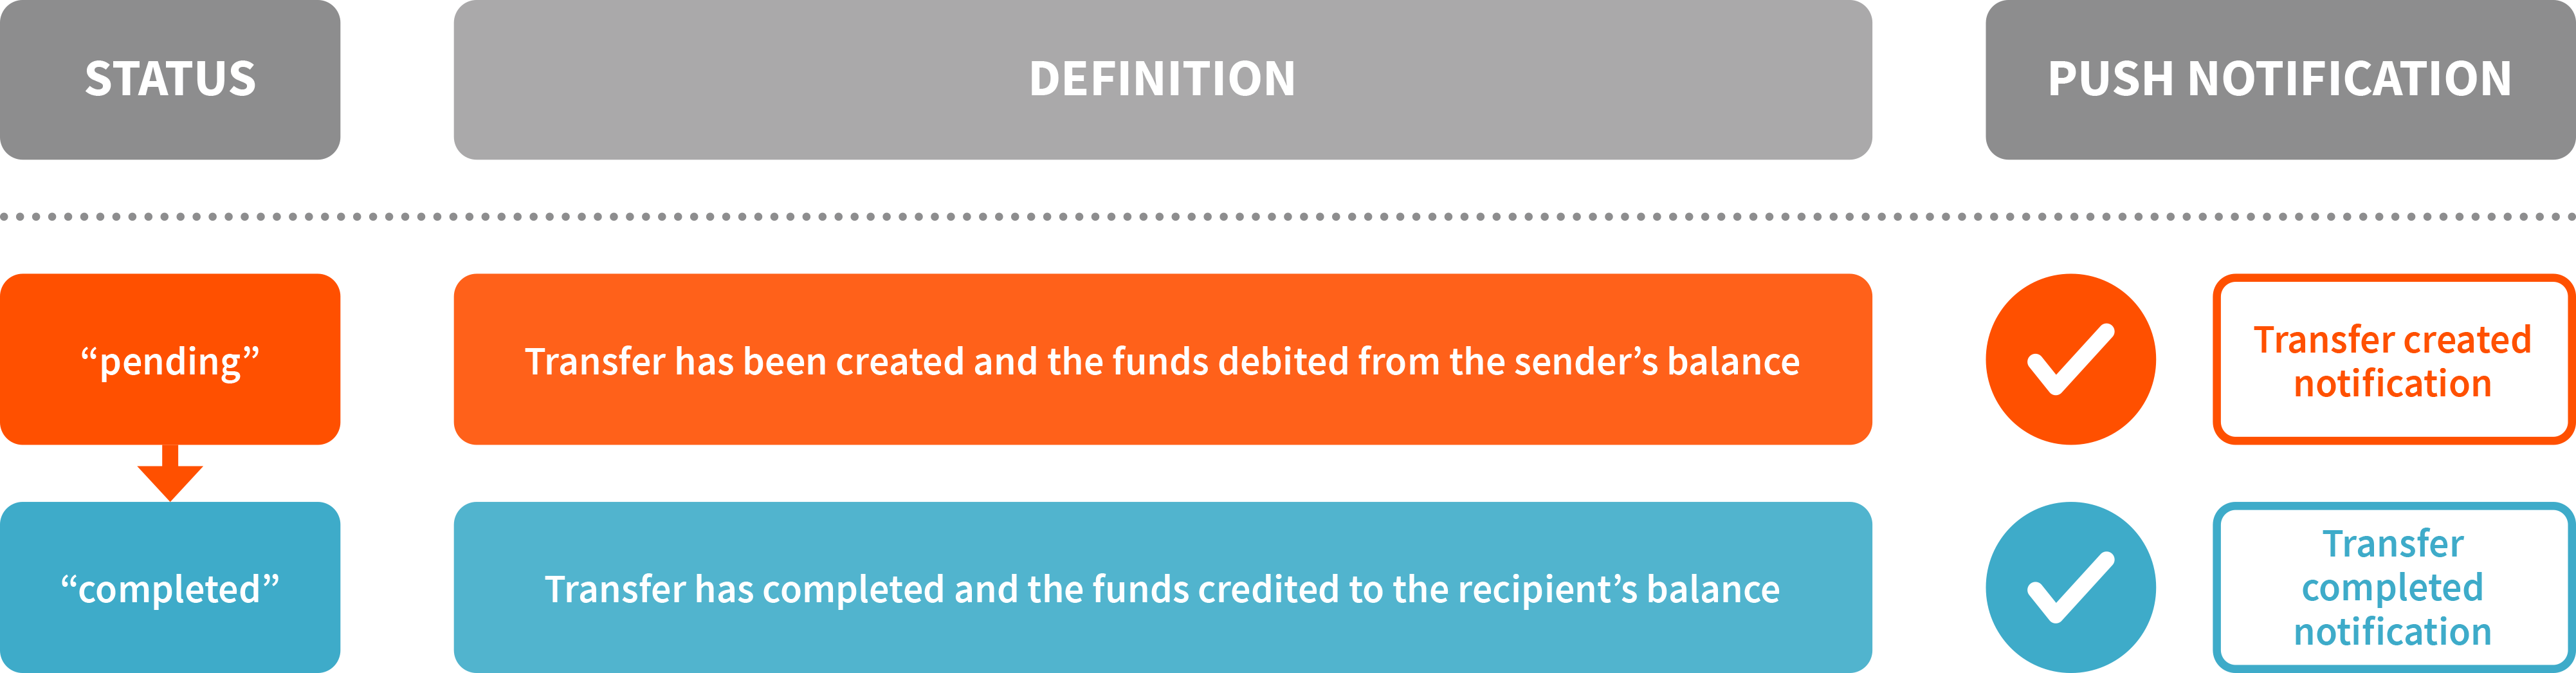 STATUS
DEFINITION
PUSH NOTIFICATION
“pending”
Transfer has been created and the funds debited from the sender’s balance
Transfer created
notification
“completed”
Transfer has completed and the funds credited to the recipient’s balance
Transfer
completed
notification